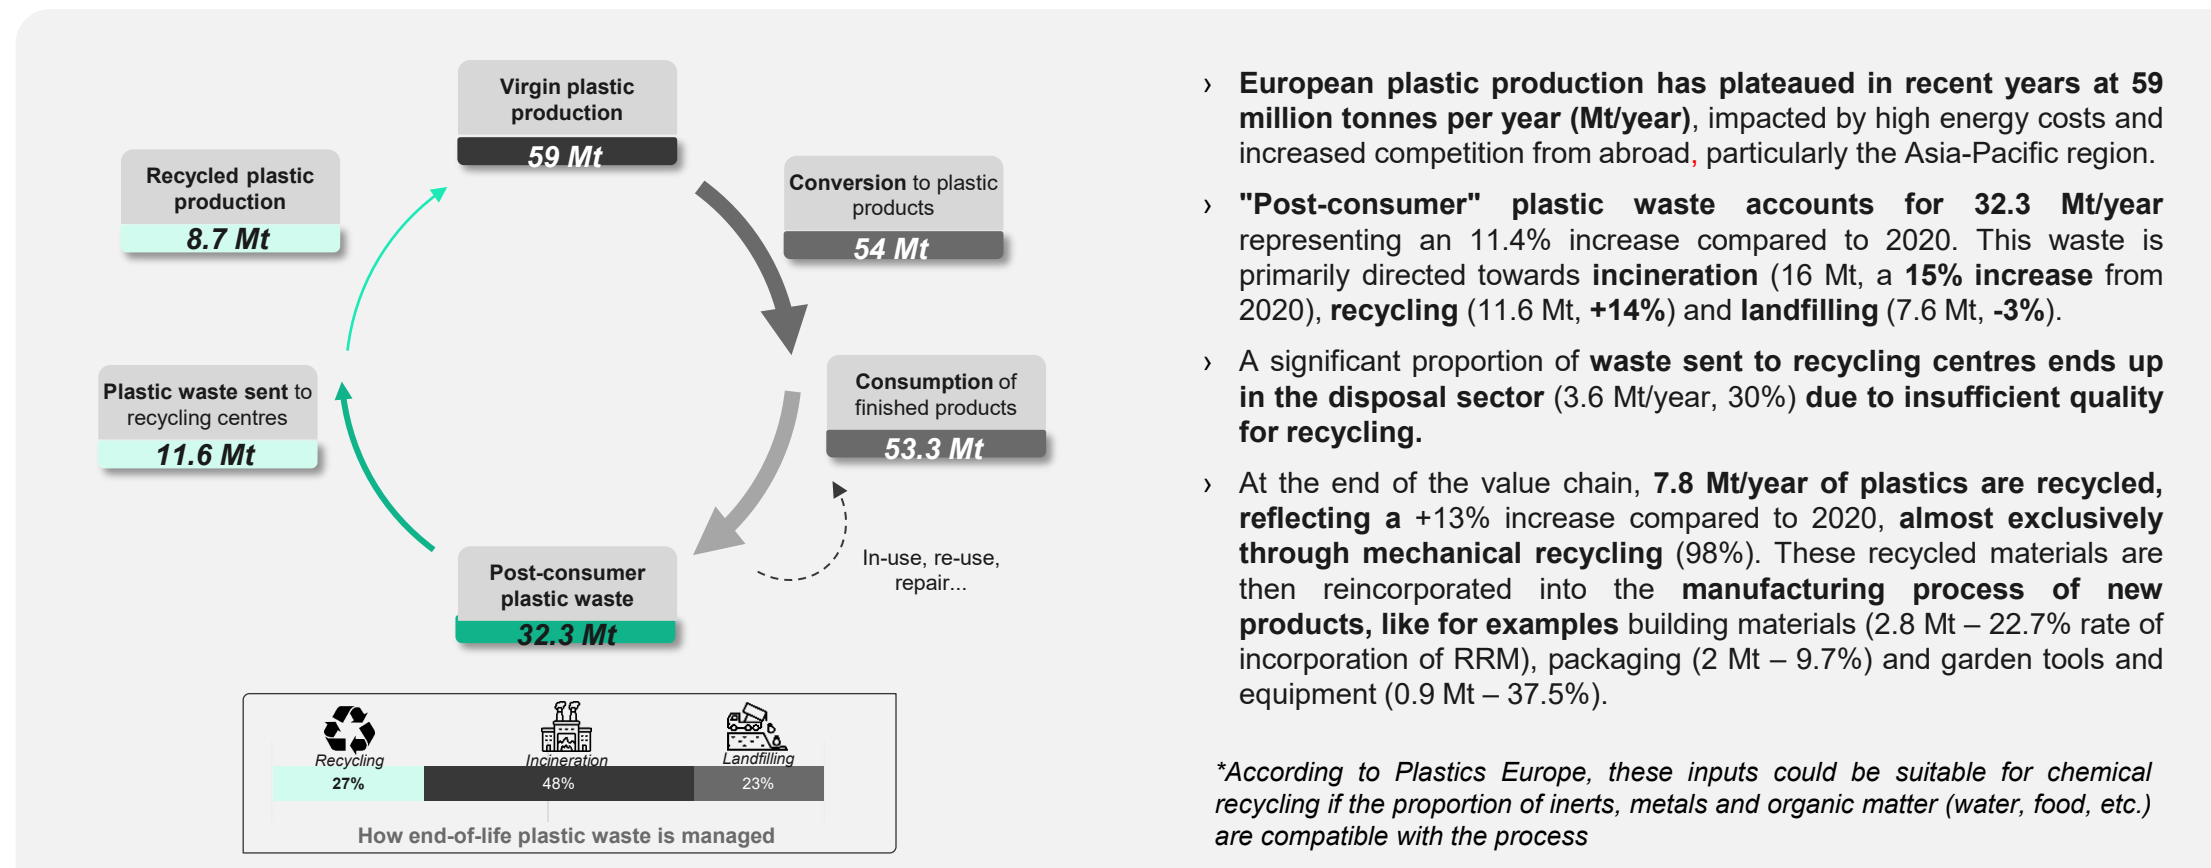 Virgin plastic
production
59 Mt
Conversion to plastic
products
54 Mt
Consumption of
finished products
53.3 Mt
In-use, re-use,
repair...
Post-consumer
plastic waste
32.3 Mt
Plastic waste sent to
recycling centres
11.6 Mt
Recycled plastic
production
8.7 Mt
Recycling
Incineration
Landfilling
27%
48%
23%
How end-of-life plastic waste is managed
› European plastic production has plateaued in recent years at 59
million tonnes per year (Mt/year), impacted by high energy costs and
increased competition from abroad, particularly the Asia-Pacific region.
› "Post-consumer" plastic waste accounts for 32.3 Mt/year
representing an 11.4% increase compared to 2020. This waste is
primarily directed towards incineration (16 Mt, a 15% increase from
2020), recycling (11.6 Mt, +14%) and landfilling (7.6 Mt, -3%).
› A significant proportion of waste sent to recycling centres ends up
in the disposal sector (3.6 Mt/year, 30%) due to insufficient quality
for recycling.
› At the end of the value chain, 7.8 Mt/year of plastics are recycled,
reflecting a +13% increase compared to 2020, almost exclusively
through mechanical recycling (98%). These recycled materials are
then reincorporated into the manufacturing process of new
products, like for examples building materials (2.8 Mt – 22.7% rate of
incorporation of RRM), packaging (2 Mt – 9.7%) and garden tools and
equipment (0.9 Mt – 37.5%).
*According to Plastics Europe, these inputs could be suitable for chemical
recycling if the proportion of inerts, metals and organic matter (water, food, etc.)
are compatible with the process